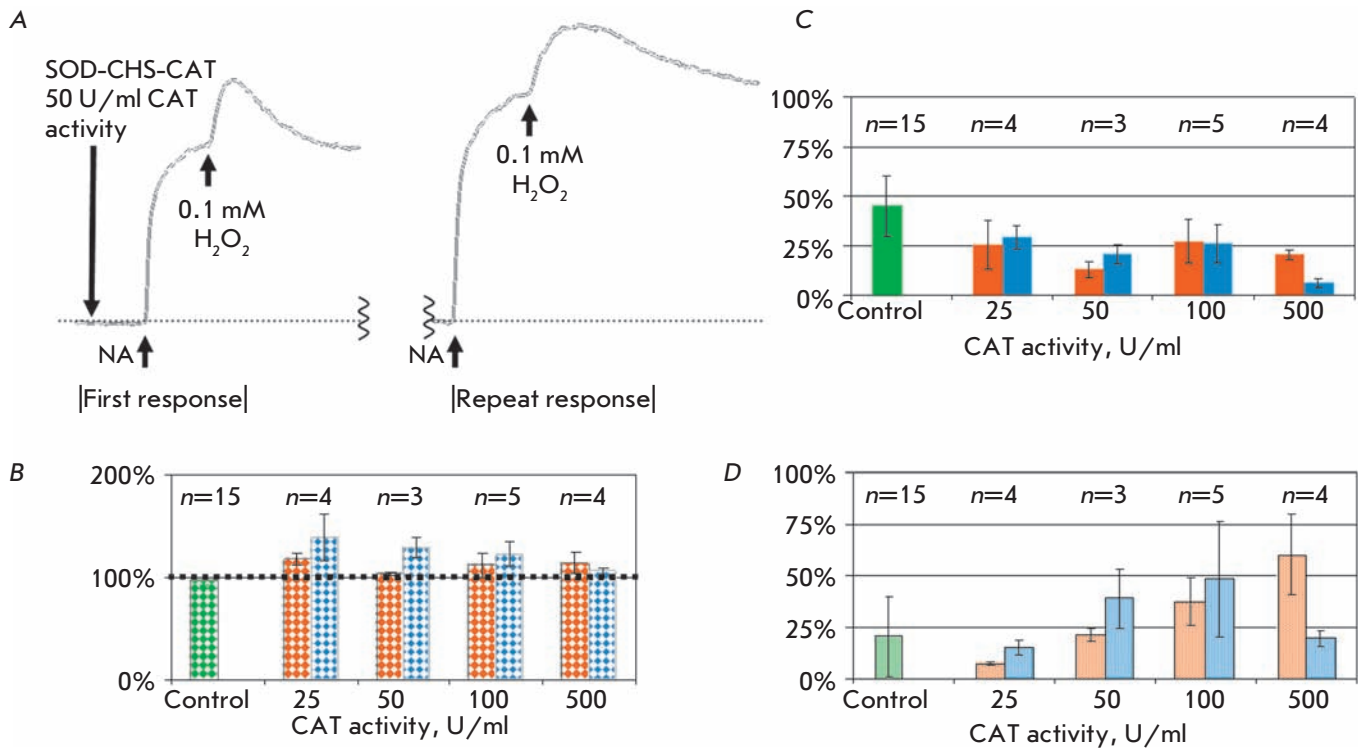 A
SOD-CHS-CAT
50 U/ml CAT
activity
0.1 mM
H₂O₂
NA
|First response|
0.1 mM
H₂O₂
NA
|Repeat response|
B
200%
100%
0%
n=15 n=4 n=3 n=5 n=4
Control 25 50 100 500
CAT activity, U/ml
C
100%
75%
50%
25%
0%
n=15 n=4 n=3 n=5 n=4
Control 25 50 100 500
CAT activity, U/ml
D
100%
75%
50%
25%
0%
n=15 n=4 n=3 n=5 n=4
Control 25 50 100 500
CAT activity, U/ml